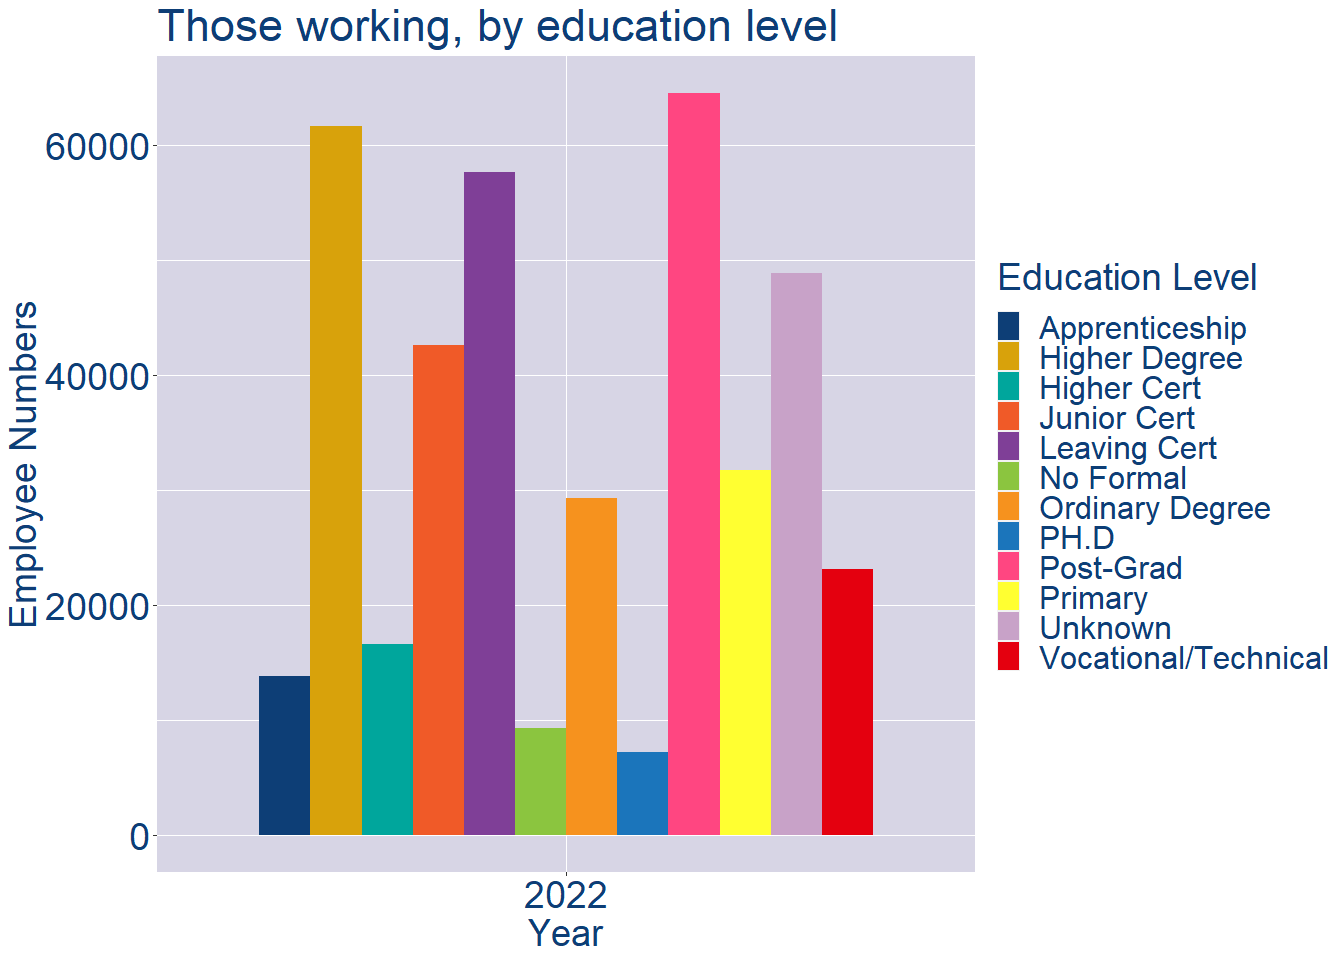 Those working, by education level
Employee Numbers
60000
40000
20000
0
2022
Year
Education Level
Apprenticeship
Higher Degree
Higher Cert
Junior Cert
Leaving Cert
No Formal
Ordinary Degree
PH.D
Post-Grad
Primary
Unknown
Vocational/Technical